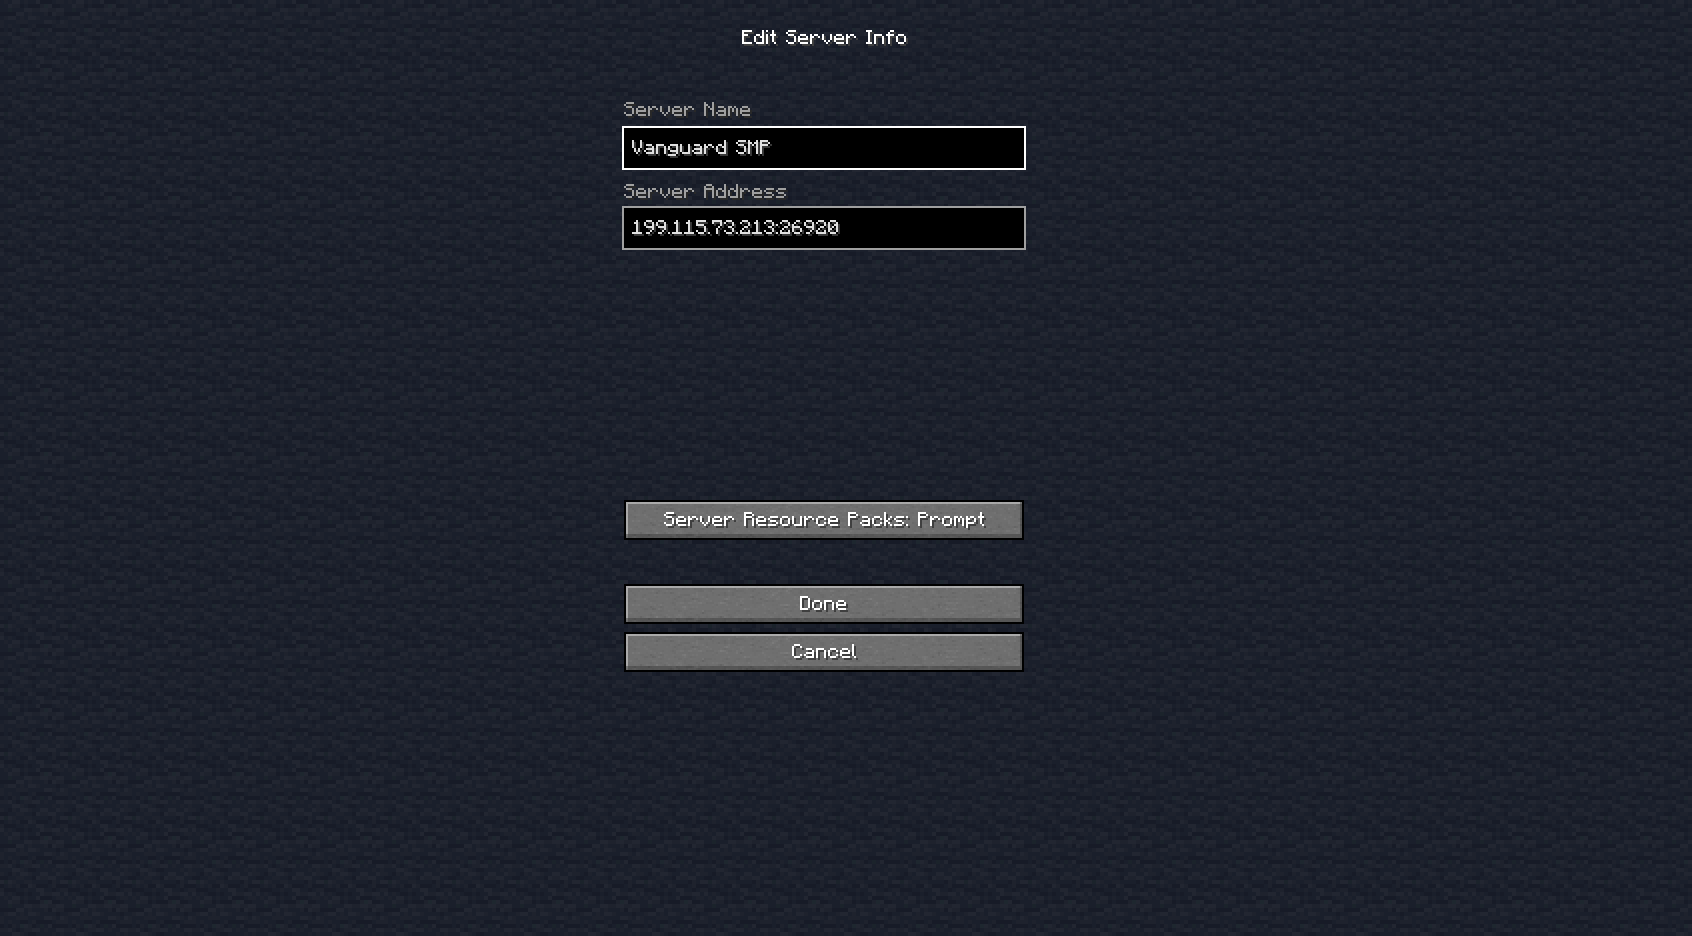 Edit Server Info
Server Name
Vanguard SMP
Server Address
199.115.73.213:26920
Server Resource Packs: Prompt
Done
Cancel